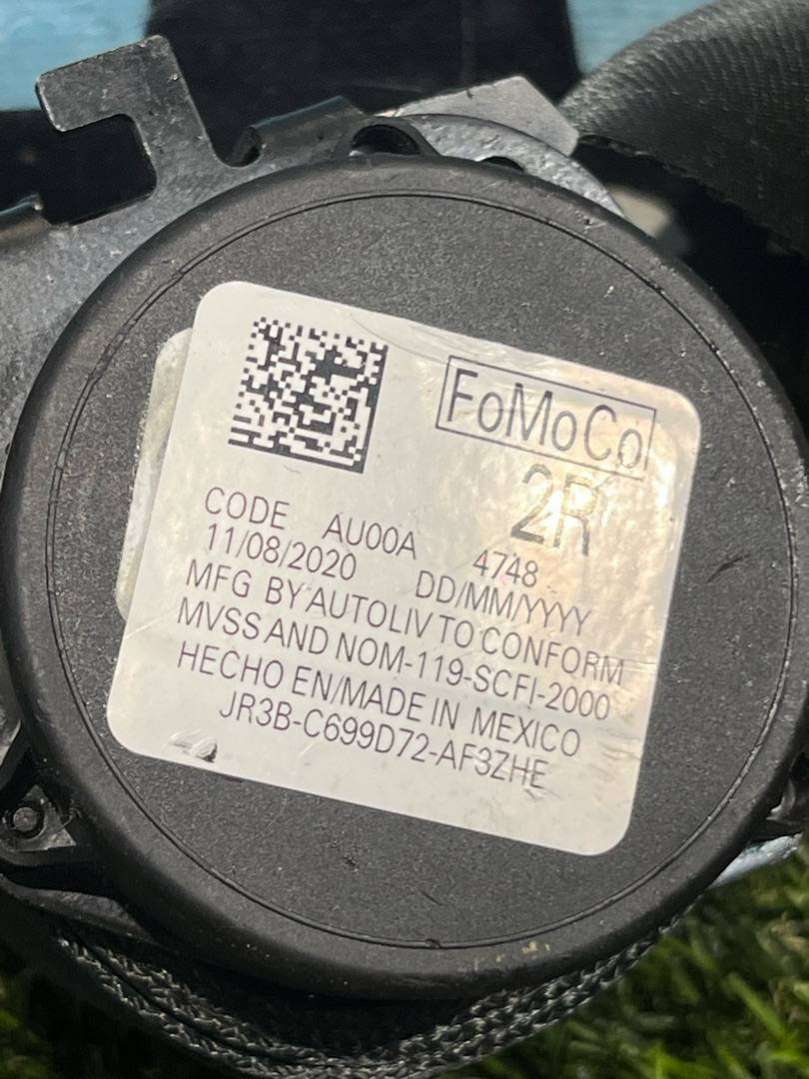 FoMoCo
2R
CODE AU00A 4748
11/08/2020 DD/MM/YYYY
MFG BY AUTOLIV TO CONFORM
MVSS AND NOM-119-SCFI-2000
HECHO EN/MADE IN MEXICO
JR3B-C699D72-AF3ZHE